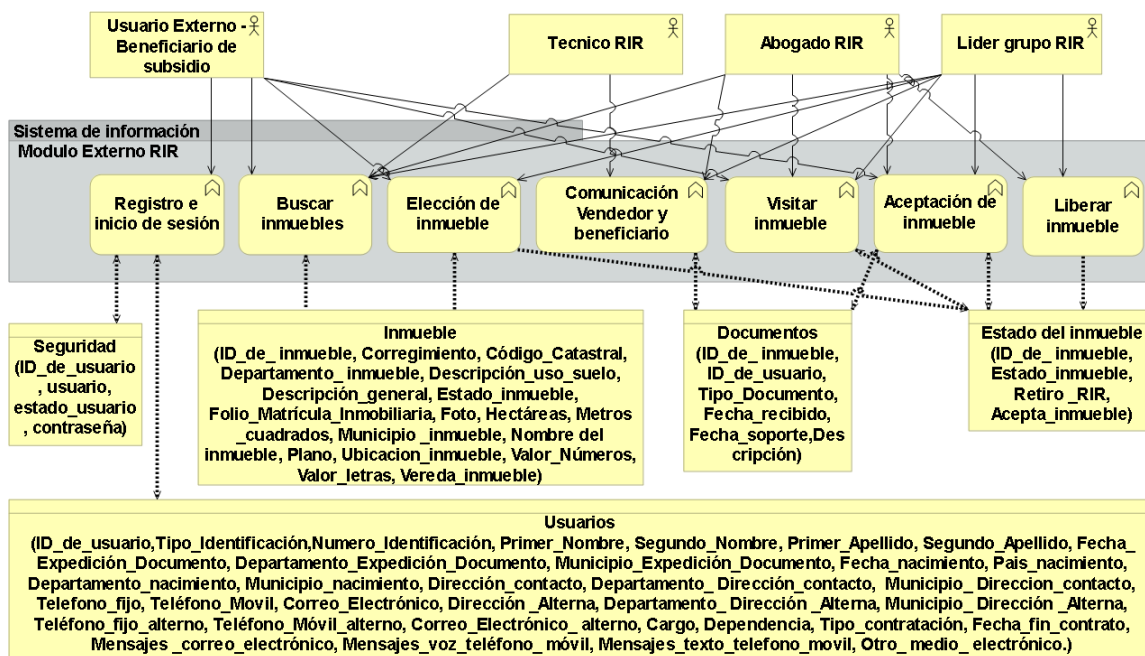 Usuario Externo -
Beneficiario de
subsidio
Tecnico RIR
Abogado RIR
Lider grupo RIR
Sistema de información
Modulo Externo RIR
Registro e
inicio de sesión
Buscar
inmuebles
Elección de
inmueble
Comunicación
Vendedor y
beneficiario
Visitar
inmueble
Aceptación de
inmueble
Liberar
inmueble
Seguridad
(ID_de_usuario
, usuario,
estado_usuario
, contraseña)
Inmueble
(ID_de_ inmueble, Corregimiento, Código_Catastral,
Departamento_ inmueble, Descripción_uso_suelo,
Descripción_general, Estado_inmueble,
Folio_Matrícula_Inmobiliaria, Foto, Hectáreas, Metros
_cuadrados, Municipio _inmueble, Nombre del
inmueble, Plano, Ubicacion_inmueble, Valor_Números,
Valor_letras, Vereda_inmueble)
Documentos
(ID_de_ inmueble,
ID_de_usuario,
Tipo_Documento,
Fecha_recibido,
Fecha_soporte,Des
cripción)
Estado del inmueble
(ID_de_ inmueble,
Estado_inmueble,
Retiro _RIR,
Acepta_inmueble)
Usuarios
(ID_de_usuario,Tipo_Identificación,Numero_Identificación, Primer_Nombre, Segundo_Nombre, Primer_Apellido, Segundo_Apellido, Fecha_
Expedición_Documento, Departamento_Expedición_Documento, Municipio_Expedición_Documento, Fecha_nacimiento, Pais_nacimiento,
Departamento_nacimiento, Municipio_nacimiento, Dirección_contacto, Departamento_ Dirección_contacto, Municipio_ Direccion_contacto,
Telefono_fijo, Teléfono_Movil, Correo_Electrónico, Dirección _Alterna, Departamento_ Dirección _Alterna, Municipio_ Dirección _Alterna,
Teléfono_fijo_alterno, Teléfono_Móvil_alterno, Correo_Electrónico_ alterno, Cargo, Dependencia, Tipo_contratación, Fecha_fin_contrato,
Mensajes _correo_electrónico, Mensajes_voz_teléfono_ móvil, Mensajes_texto_telefono_movil, Otro_ medio_ electrónico.)